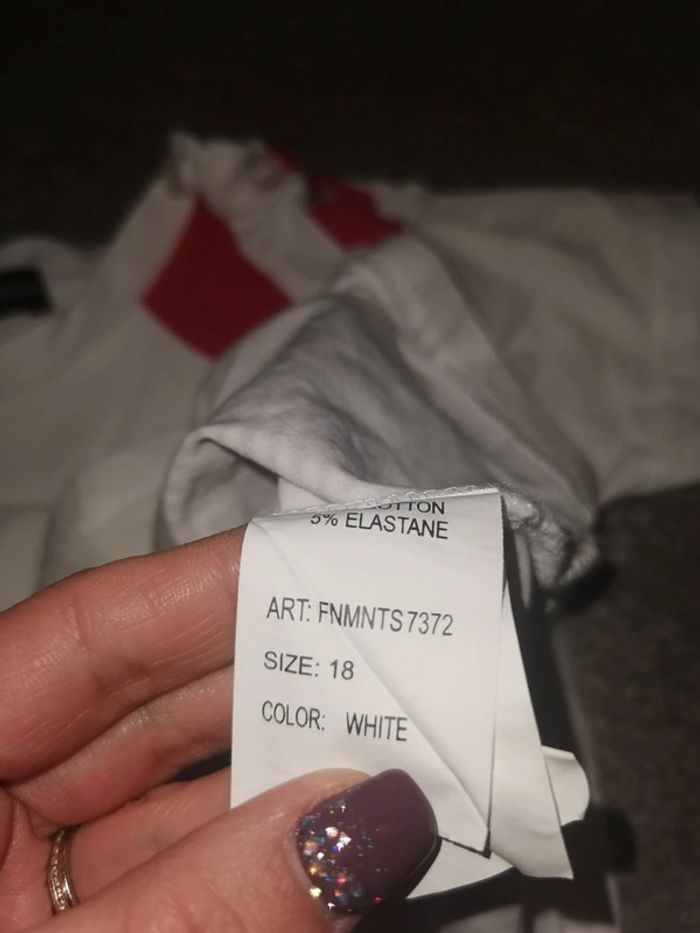 5% ELASTANE
ART: FNMNTS7372
SIZE: 18
COLOR: WHITE